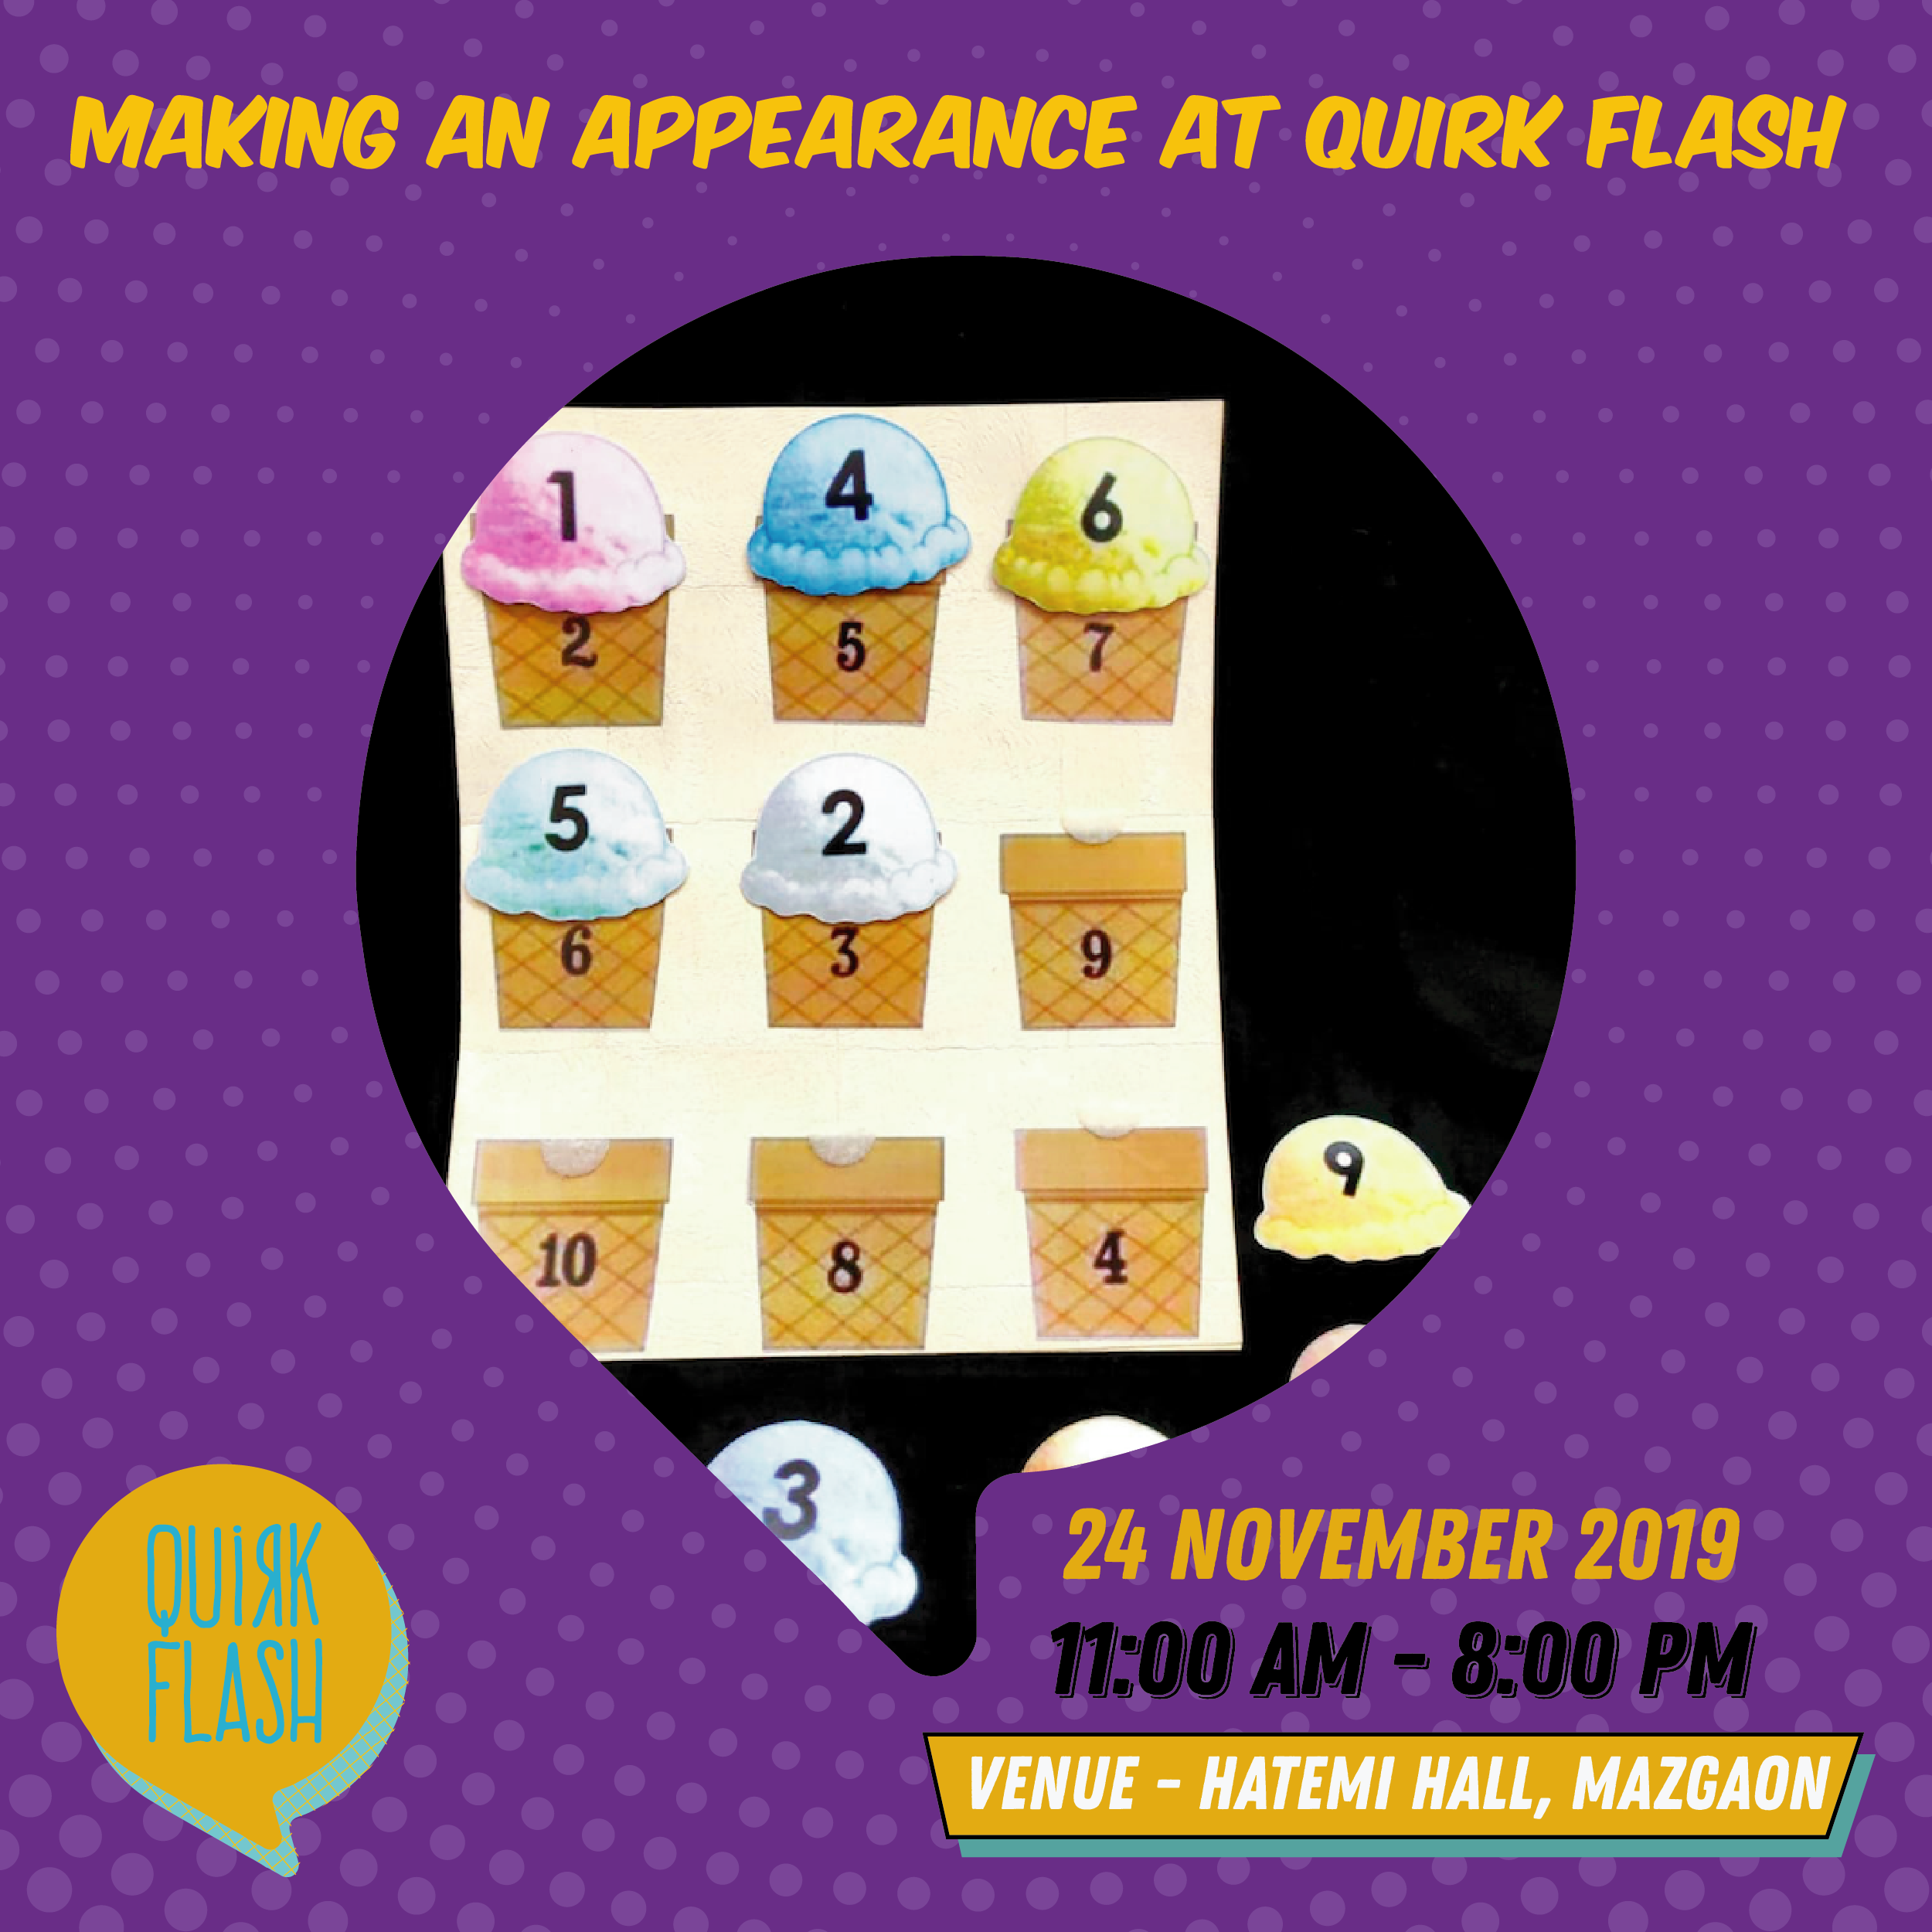 MAKING AN APPEARANCE AT QUIRK FLASH
1 4 6
2 5 7
5 2
6 3 9
9
10 8 4
3
24 NOVEMBER 2019
11:00 AM - 8:00 PM
VENUE - HATEMI HALL, MAZGAON
QUIRK
FLASH